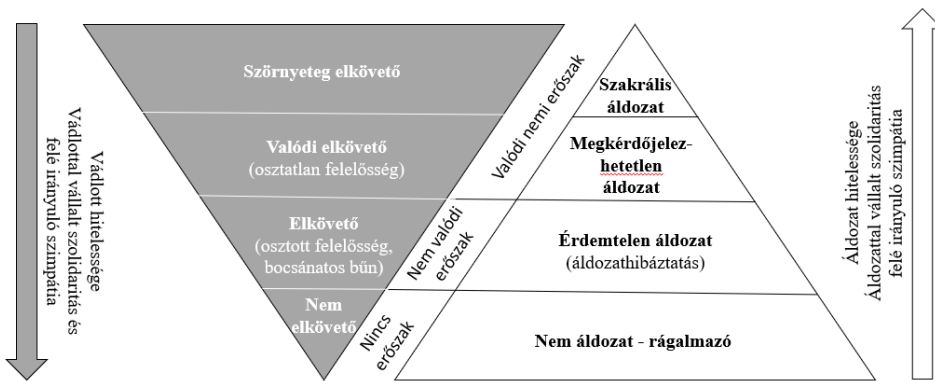 Vádlott hitelessége
Vádlottal vállalt szolidaritás és
felé irányuló szimpátia
Szörnyeteg elkövető
Valódi elkövető
(osztatlan felelősség)
Elkövető
(osztott felelősség,
bocsánatos bűn)
Nem
elkövető
Valódi nemi erőszak
Nem valódi
erőszak
Nincs
erőszak
Szakrális
áldozat
Megkérdőjelez-
hetetlen
áldozat
Érdemtelen áldozat
(áldozathibáztatás)
Nem áldozat - rágalmazó
Áldozat hitelessége
Áldozattal vállalt szolidaritás
felé irányuló szimpátia